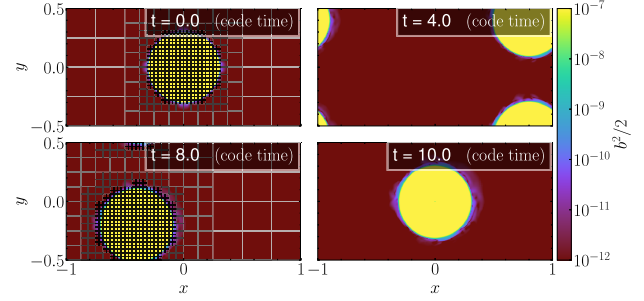 0.5
0.0
−0.5
y
t = 0.0 (code time)
t = 4.0 (code time)
0.5
0.0
−0.5
y
t = 8.0 (code time)
t = 10.0 (code time)
−1 0 1
x
−1 0 1
x
10⁻⁷
10⁻⁸
10⁻⁹
10⁻¹⁰
10⁻¹¹
10⁻¹²
b²/2